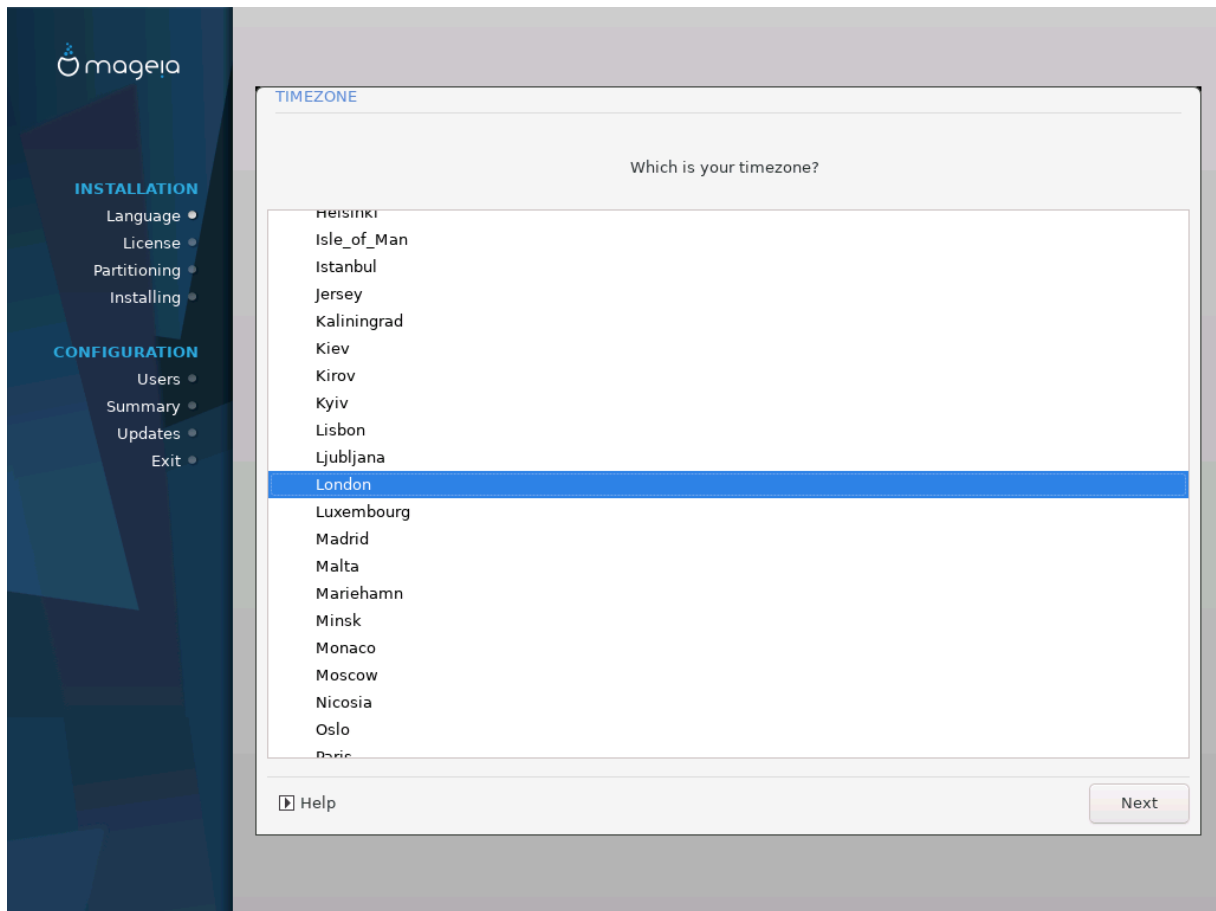 mageia
INSTALLATION
Language
License
Partitioning
Installing
CONFIGURATION
Users
Summary
Updates
Exit
TIMEZONE
Which is your timezone?
Helsinki
Isle_of_Man
Istanbul
Jersey
Kaliningrad
Kiev
Kirov
Kyiv
Lisbon
Ljubljana
London
Luxembourg
Madrid
Malta
Mariehamn
Minsk
Monaco
Moscow
Nicosia
Oslo
Paris
Help
Next